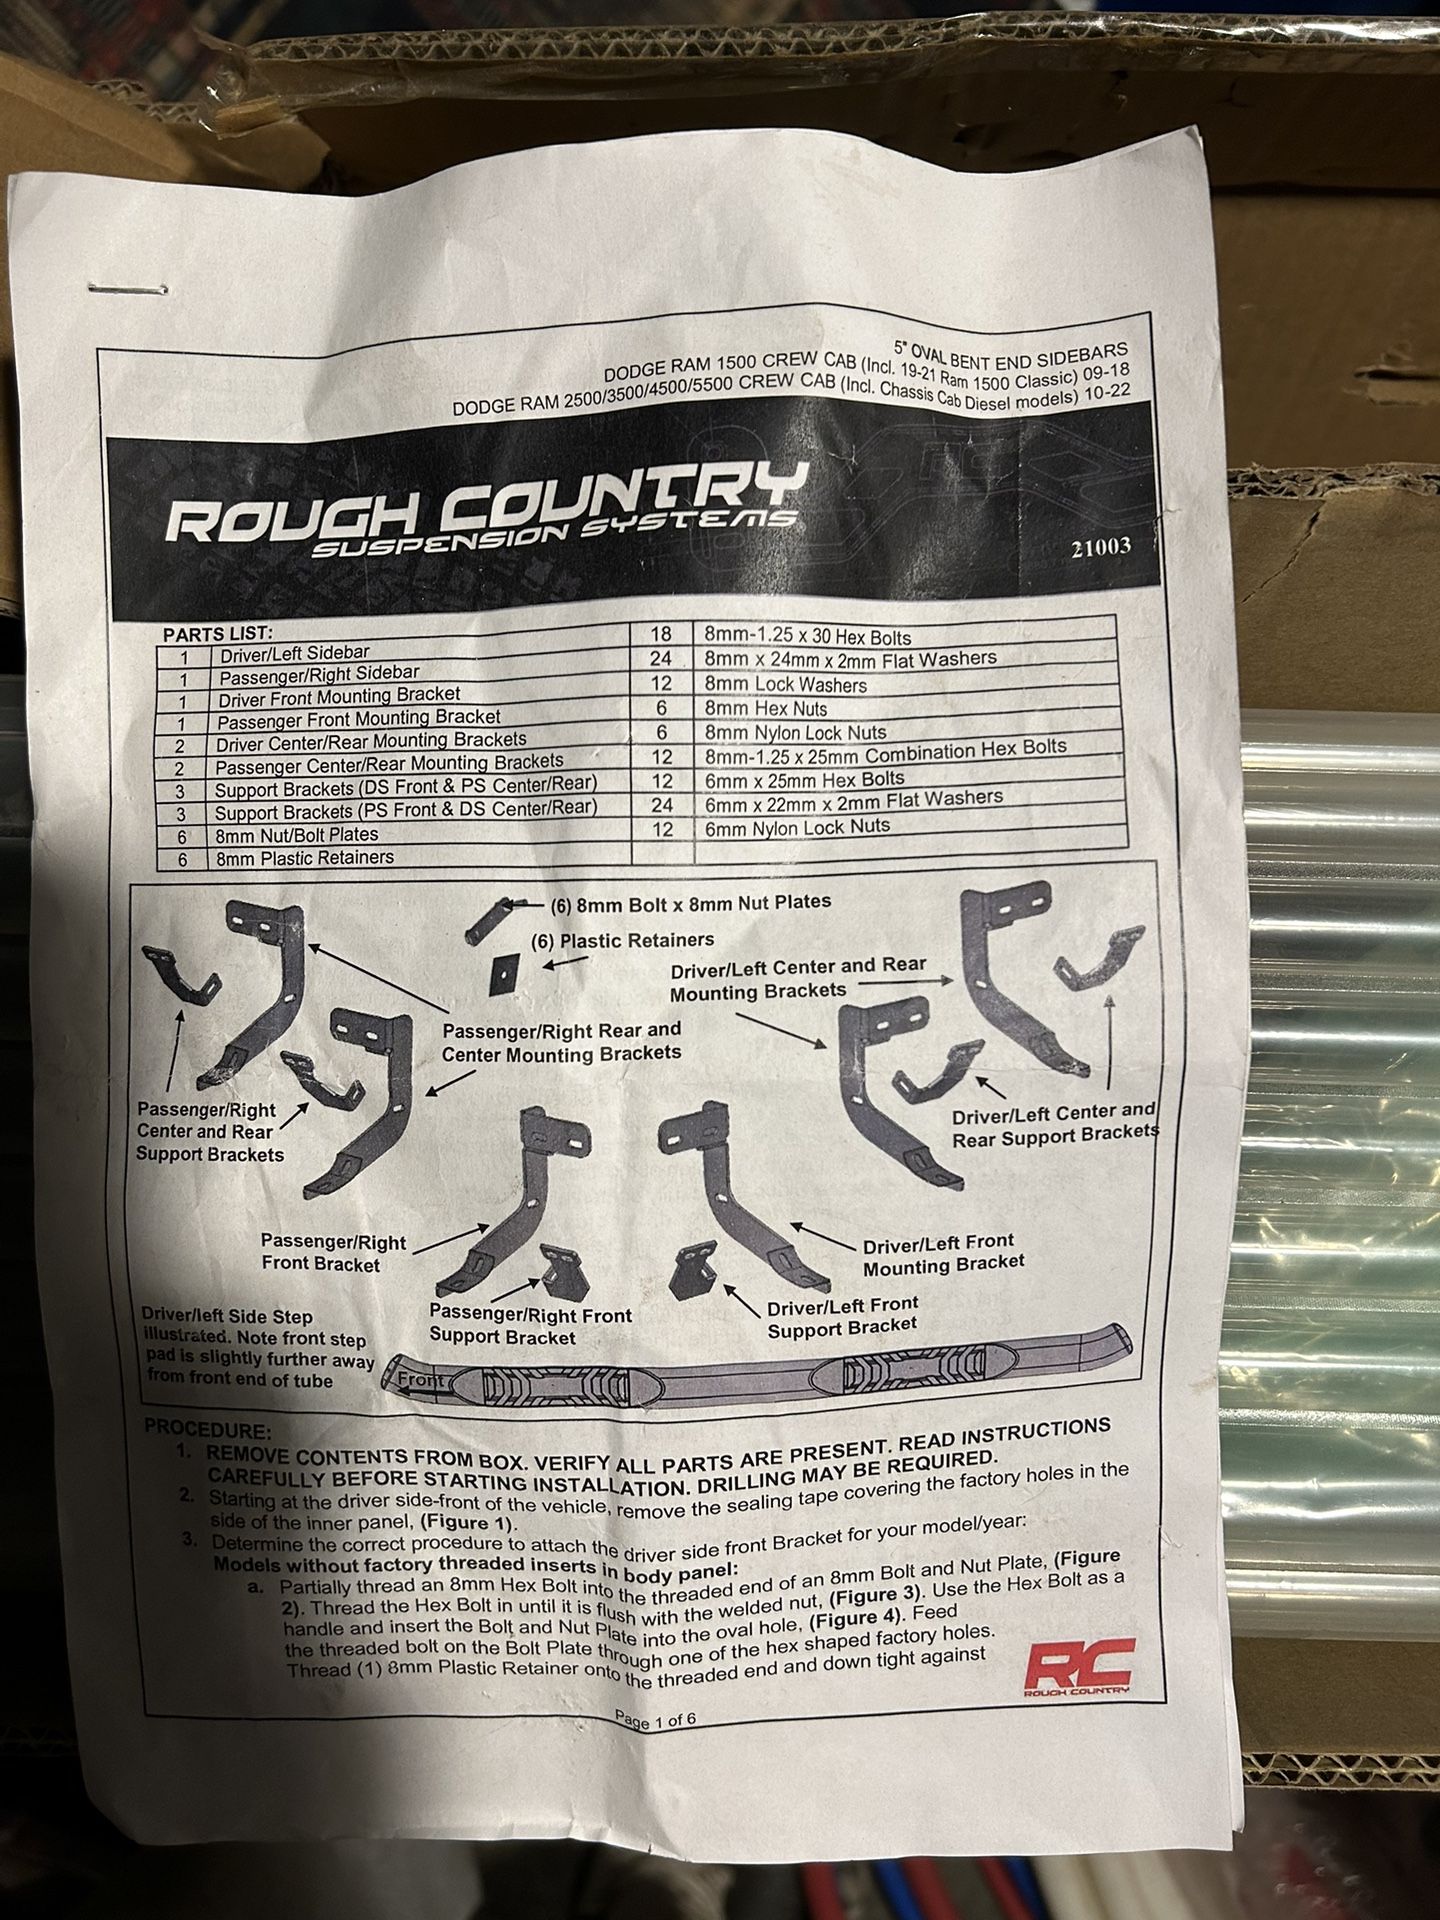 5" OVAL BENT END SIDEBARS
DODGE RAM 1500 CREW CAB (Incl. 19-21 Ram 1500 Classic) 09-18
DODGE RAM 2500/3500/4500/5500 CREW CAB (Incl. Chassis Cab Diesel models) 10-22
ROUGH COUNTRY
SUSPENSION SYSTEMS
21003
PARTS LIST:
1 Driver/Left Sidebar
1 Passenger/Right Sidebar
1 Driver Front Mounting Bracket
1 Passenger Front Mounting Bracket
2 Driver Center/Rear Mounting Brackets
2 Passenger Center/Rear Mounting Brackets
3 Support Brackets (DS Front & PS Center/Rear)
3 Support Brackets (PS Front & DS Center/Rear)
6 8mm Nut/Bolt Plates
6 8mm Plastic Retainers
18 8mm-1.25 x 30 Hex Bolts
24 8mm x 24mm x 2mm Flat Washers
12 8mm Lock Washers
6 8mm Hex Nuts
6 8mm Nylon Lock Nuts
12 8mm-1.25 x 25mm Combination Hex Bolts
12 6mm x 25mm Hex Bolts
24 6mm x 22mm x 2mm Flat Washers
12 6mm Nylon Lock Nuts
(6) 8mm Bolt x 8mm Nut Plates
(6) Plastic Retainers
Driver/Left Center and Rear
Mounting Brackets
Passenger/Right Rear and
Center Mounting Brackets
Passenger/Right
Center and Rear
Support Brackets
Driver/Left Center and
Rear Support Brackets
Passenger/Right
Front Bracket
Driver/Left Front
Mounting Bracket
Passenger/Right Front
Support Bracket
Driver/Left Front
Support Bracket
Driver/left Side Step
illustrated. Note front step
pad is slightly further away
from front end of tube
Front
PROCEDURE:
1. REMOVE CONTENTS FROM BOX. VERIFY ALL PARTS ARE PRESENT. READ INSTRUCTIONS
CAREFULLY BEFORE STARTING INSTALLATION. DRILLING MAY BE REQUIRED.
2. Starting at the driver side-front of the vehicle, remove the sealing tape covering the factory holes in the
side of the inner panel, (Figure 1).
3. Determine the correct procedure to attach the driver side front Bracket for your model/year:
Models without factory threaded inserts in body panel:
a. Partially thread an 8mm Hex Bolt into the threaded end of an 8mm Bolt and Nut Plate, (Figure
2). Thread the Hex Bolt in until it is flush with the welded nut, (Figure 3). Use the Hex Bolt as a
handle and insert the Bolt and Nut Plate into the oval hole, (Figure 4). Feed
the threaded bolt on the Bolt Plate through one of the hex shaped factory holes.
Thread (1) 8mm Plastic Retainer onto the threaded end and down tight against
RC
ROUGH COUNTRY
Page 1 of 6